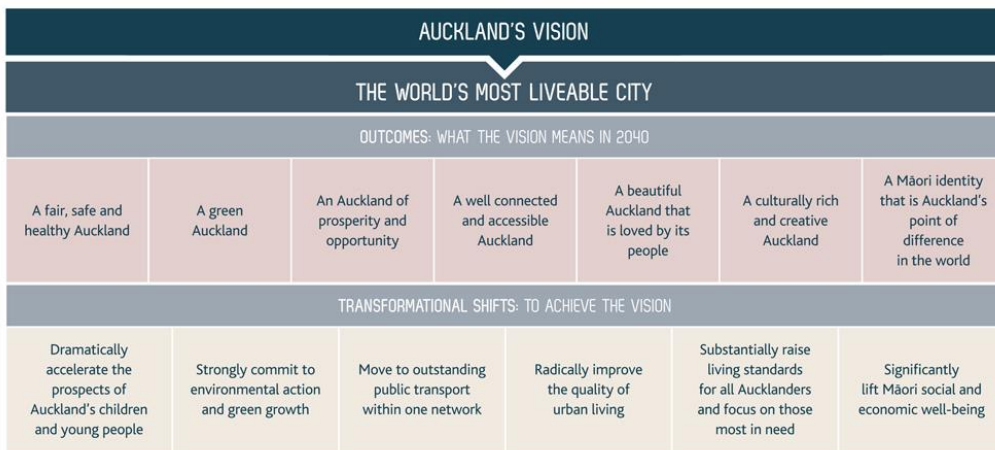 AUCKLAND'S VISION
THE WORLD'S MOST LIVEABLE CITY
OUTCOMES: WHAT THE VISION MEANS IN 2040
A fair, safe and
healthy Auckland
A green
Auckland
An Auckland of
prosperity and
opportunity
A well connected
and accessible
Auckland
A beautiful
Auckland that
is loved by its
people
A culturally rich
and creative
Auckland
A Māori identity
that is Auckland's
point of
difference
in the world
TRANSFORMATIONAL SHIFTS: TO ACHIEVE THE VISION
Dramatically
accelerate the
prospects of
Auckland's children
and young people
Strongly commit to
environmental action
and green growth
Move to outstanding
public transport
within one network
Radically improve
the quality of
urban living
Substantially raise
living standards
for all Aucklanders
and focus on those
most in need
Significantly
lift Māori social and
economic well-being